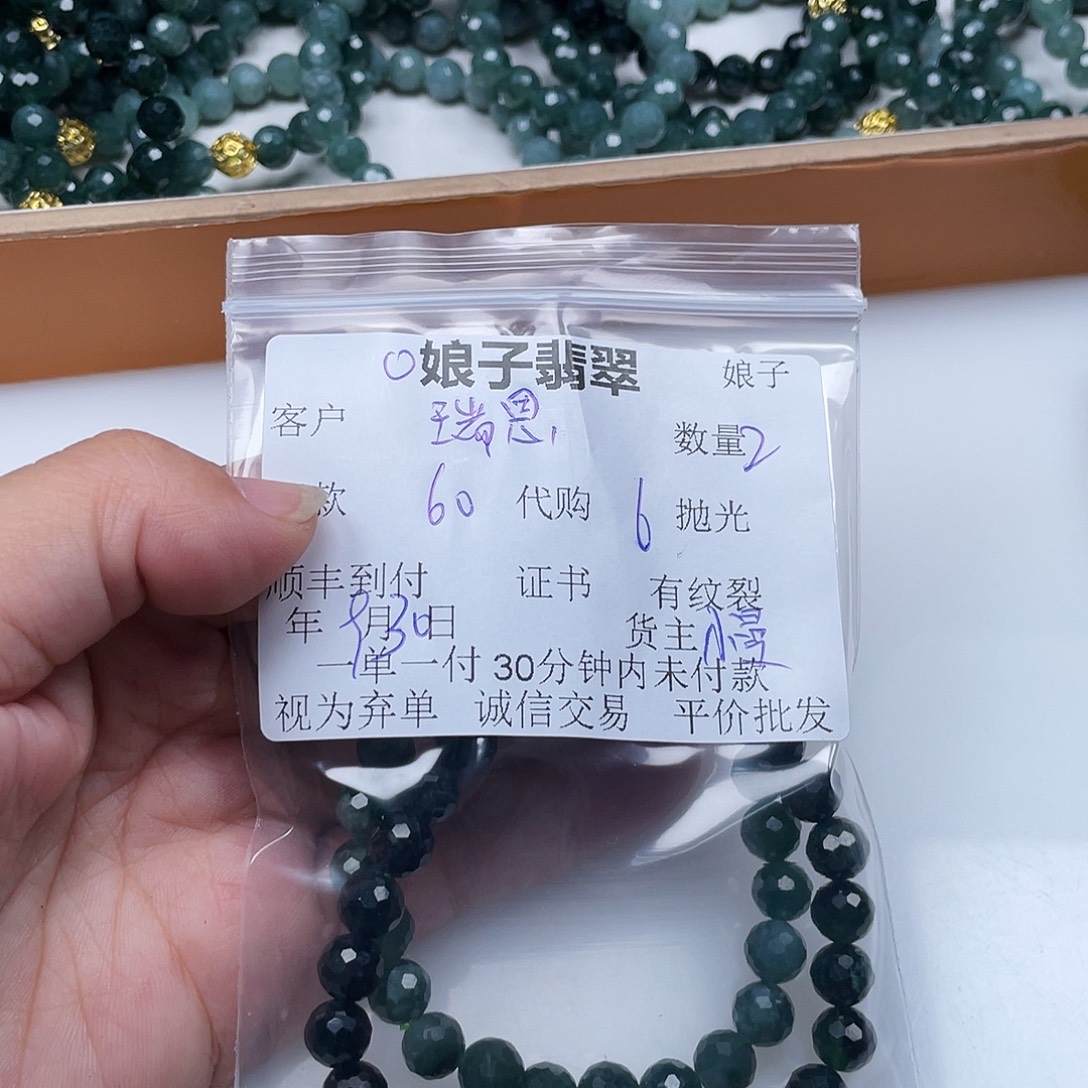 娘子翡翠 娘子
客户 瑞恩 数量2
款 60 代购 6 抛光
顺丰到付 证书 有纹裂
年 9月30日 货主
一单一付 30分钟内未付款
视为弃单 诚信交易 平价批发